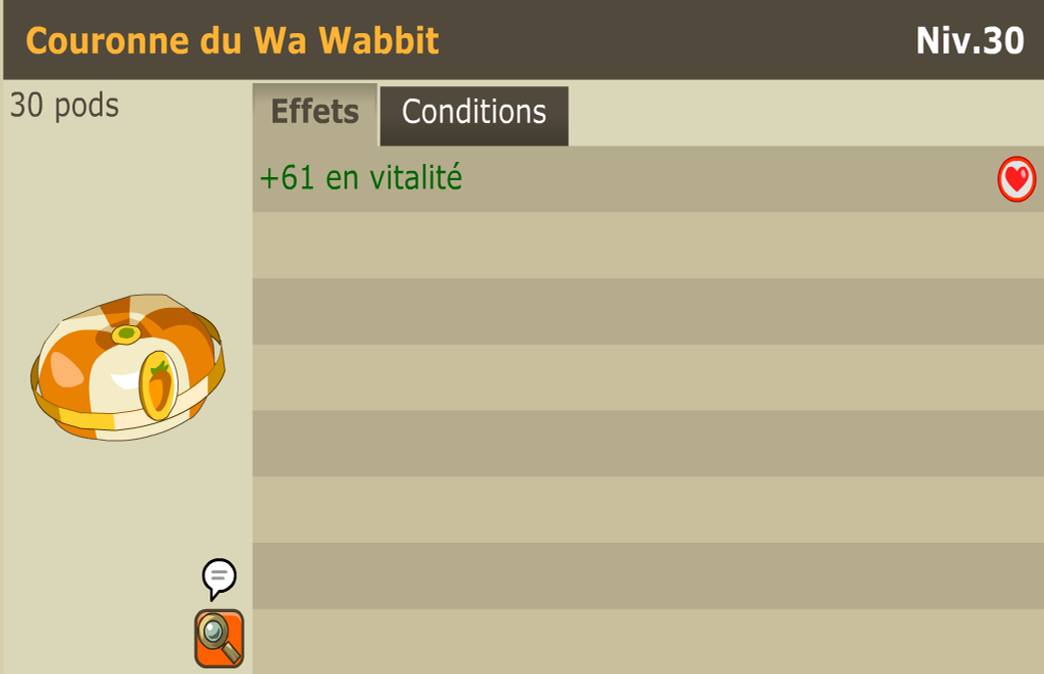 Couronne du Wa Wabbit Niv.30
30 pods Effets Conditions
+61 en vitalité